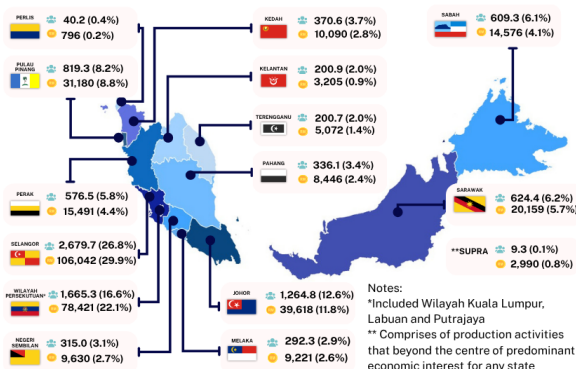 PERLIS
40.2 (0.4%)
796 (0.2%)
PULAU
PINANG
819.3 (8.2%)
31,180 (8.8%)
KEDAH
370.6 (3.7%)
10,090 (2.8%)
KELANTAN
200.9 (2.0%)
3,205 (0.9%)
TERENGGANU
200.7 (2.0%)
5,072 (1.4%)
PAHANG
336.1 (3.4%)
8,446 (2.4%)
SABAH
609.3 (6.1%)
14,576 (4.1%)
PERAK
576.5 (5.8%)
15,491 (4.4%)
SELANGOR
2,679.7 (26.8%)
106,042 (29.9%)
WILAYAH
PERSEKUTUAN*
1,665.3 (16.6%)
78,421 (22.1%)
NEGERI
SEMBILAN
315.0 (3.1%)
9,630 (2.7%)
JOHOR
1,264.8 (12.6%)
39,618 (11.8%)
MELAKA
292.3 (2.9%)
9,221 (2.6%)
SARAWAK
624.4 (6.2%)
20,159 (5.7%)
**SUPRA
9.3 (0.1%)
2,990 (0.8%)
Notes:
*Included Wilayah Kuala Lumpur,
Labuan and Putrajaya
** Comprises of production activities
that beyond the centre of predominant
economic interest for any state